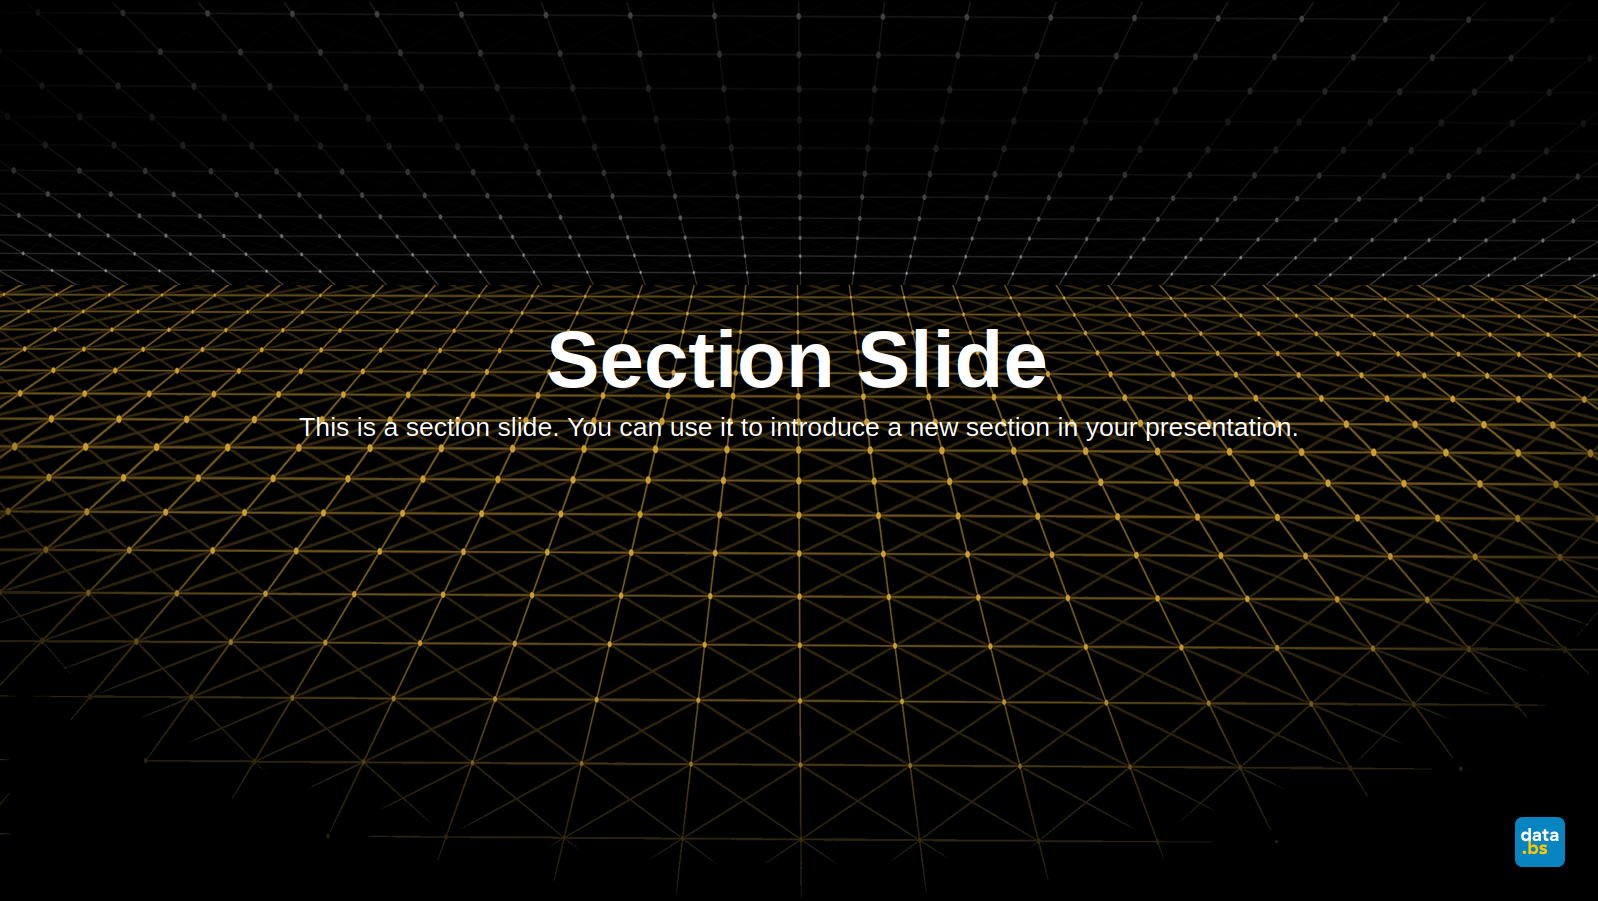 Section Slide
This is a section slide. You can use it to introduce a new section in your presentation.
data
.bs